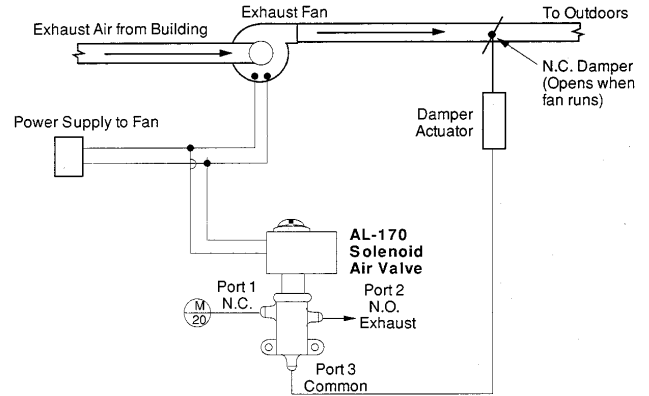 Exhaust Fan
To Outdoors
Exhaust Air from Building
N.C. Damper
(Opens when
fan runs)
Damper
Actuator
Power Supply to Fan
AL-170
Solenoid
Air Valve
Port 1
N.C.
M
20
Port 2
N.O.
Exhaust
Port 3
Common